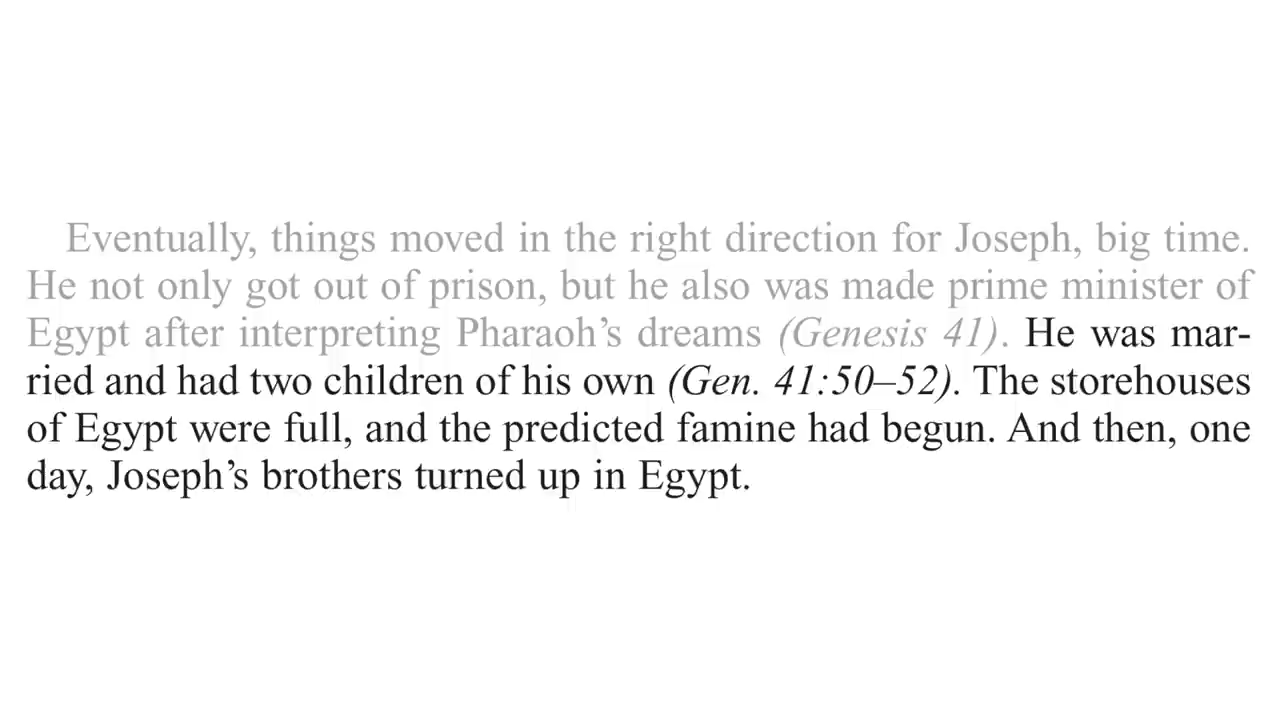 Eventually, things moved in the right direction for Joseph, big time.
He not only got out of prison, but he also was made prime minister of
Egypt after interpreting Pharaoh’s dreams (Genesis 41). He was mar-
ried and had two children of his own (Gen. 41:50–52). The storehouses
of Egypt were full, and the predicted famine had begun. And then, one
day, Joseph’s brothers turned up in Egypt.